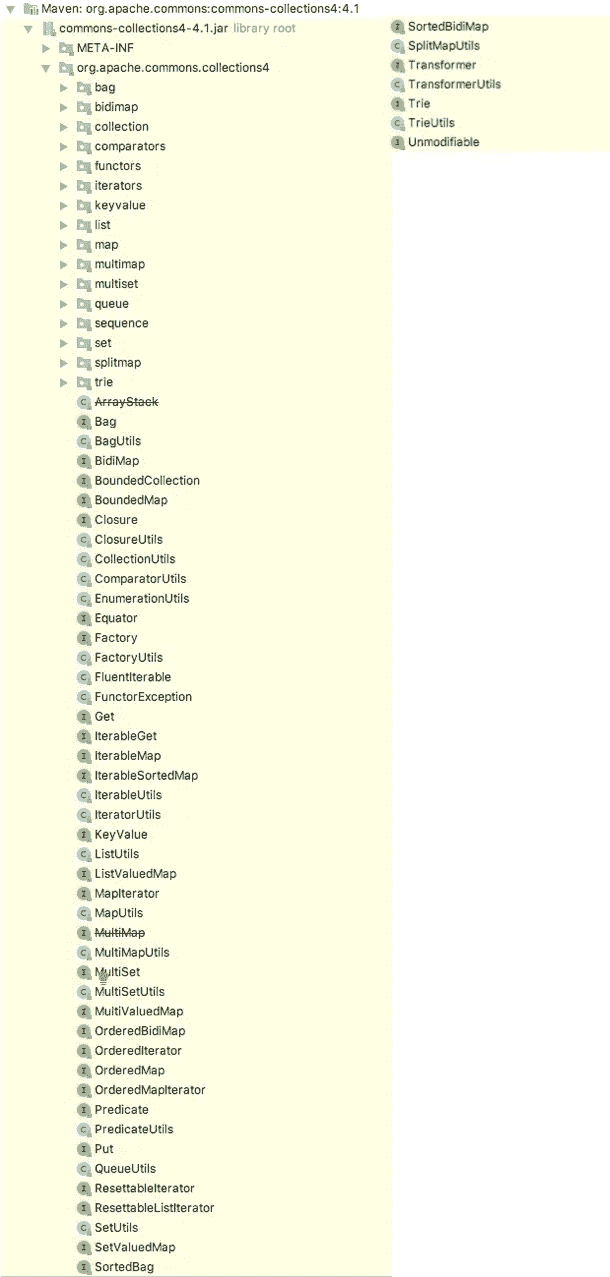 Maven: org.apache.commons:commons-collections4:4.1
commons-collections4-4.1.jar library root
META-INF
org.apache.commons.collections4
bag
bidimap
collection
comparators
functors
iterators
keyvalue
list
map
multimap
multiset
queue
sequence
set
splitmap
trie
ArrayStack
Bag
BagUtils
BidiMap
BoundedCollection
BoundedMap
Closure
ClosureUtils
CollectionUtils
ComparatorUtils
EnumerationUtils
Equator
Factory
FactoryUtils
FluentIterable
FunctorException
Get
IterableGet
IterableMap
IterableSortedMap
IterableUtils
IteratorUtils
KeyValue
ListUtils
ListValuedMap
MapIterator
MapUtils
MultiMap
MultiMapUtils
MultiSet
MultiSetUtils
MultiValuedMap
OrderedBidiMap
OrderedIterator
OrderedMap
OrderedMapIterator
Predicate
PredicateUtils
Put
QueueUtils
ResettableIterator
ResettableListIterator
SetUtils
SetValuedMap
SortedBag
SortedBidiMap
SplitMapUtils
Transformer
TransformerUtils
Trie
TrieUtils
Unmodifiable